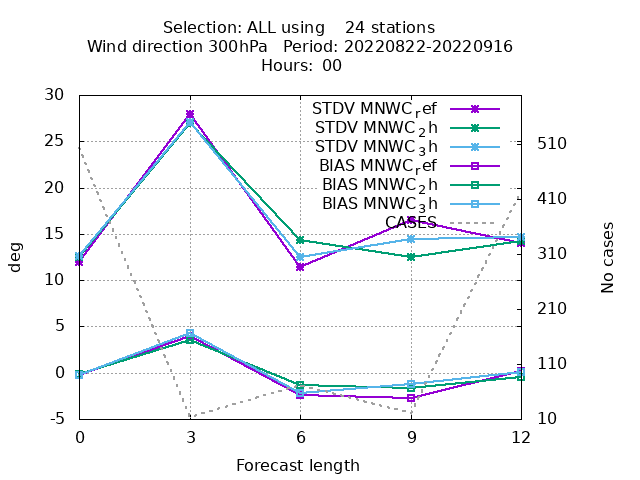 Selection: ALL using    24 stations
Wind direction 300hPa   Period: 20220822-20220916
Hours: 00
30
25
20
15
10
5
0
-5
deg
STDV MNWC_ref
STDV MNWC_2h
STDV MNWC_3h
BIAS MNWC_ref
BIAS MNWC_2h
BIAS MNWC_3h
CASES
510
410
310
210
110
10
No cases
0 3 6 9 12
Forecast length